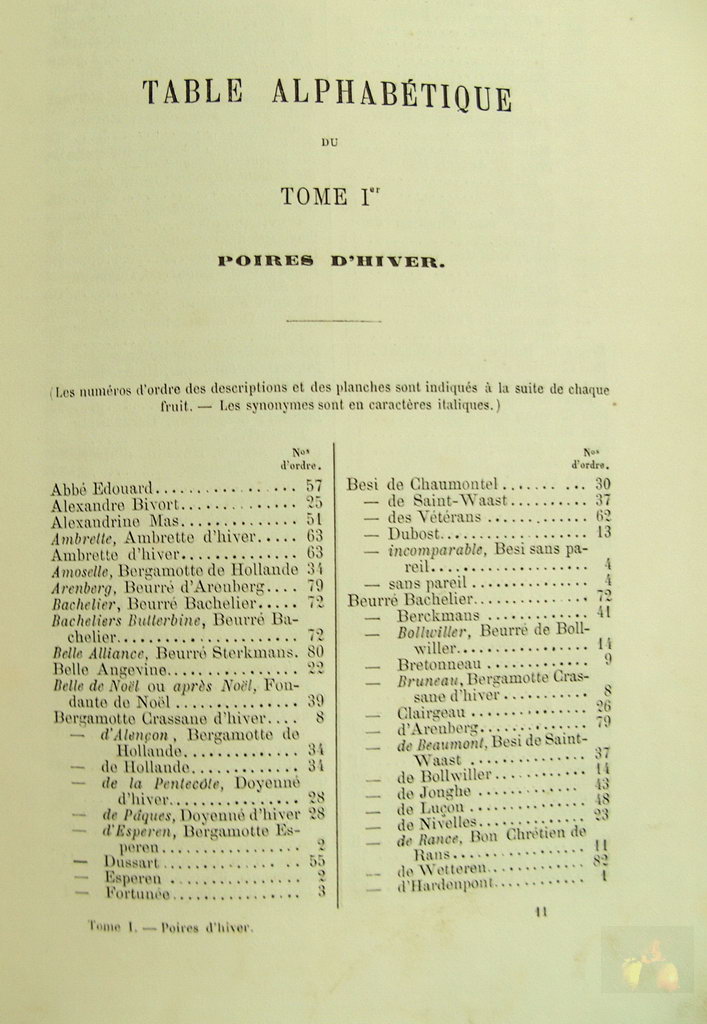 TABLE ALPHABÉTIQUE
DU
TOME Ier
POIRES D'HIVER.
(Les numéros d'ordre des descriptions et des planches sont indiqués à la suite de chaque
fruit. — Les synonymes sont en caractères italiques.)
Nos
d'ordre.
Abbé Edouard................ 57
Alexandre Bivort.............. 25
Alexandrine Mas.............. 51
Ambrette, Ambrette d'hiver..... 63
Ambrette d'hiver.............. 63
Amoselle, Bergamotte de Hollande 34
Arenberg, Beurré d'Arenberg.... 79
Bachelier, Beurré Bachelier..... 72
Bacheliers Butterbine, Beurré Ba-
chelier.................... 72
Belle Alliance, Beurré Sterkmans. 80
Belle Angevine................ 22
Belle de Noël ou après Noël, Fon-
dante de Noël .............. 39
Bergamotte Crassane d'hiver.... 8
— d'Alençon, Bergamotte de
Hollande............. 34
— de Hollande............ 34
— de la Pentecôte, Doyenné
d'hiver............... 28
— de Pâques, Doyenné d'hiver 28
— d'Esperen, Bergamotte Es-
peren................ 2
— Dussart .............. 55
— Esperen .............. 2
— Fortunée.............. 3
Nos
d'ordre.
Besi de Chaumontel........ ... 30
— de Saint-Waast.......... 37
— des Vétérans ............ 62
— Dubost................. 13
— incomparable, Besi sans pa-
reil.................... 4
— sans pareil .............. 4
Beurré Bachelier............... 72
— Berckmans ............. 41
— Bollwiller, Beurré de Boll-
willer................. 14
— Bretonneau ............ 9
— Bruneau, Bergamotte Cras-
sane d'hiver........... 8
— Clairgeau .............. 26
— d'Arenberg............. 79
— de Beaumont, Besi de Saint-
Waast ............... 37
— de Bollwiller............ 14
— de Jonghe ............. 43
— de Luçon .............. 48
— de Nivelles............. 23
— de Rance, Bon Chrétien de
Rans................. 11
— de Wetteren............ 82
— d'Hardenpont........... 1
Tome I. — Poires d'hiver.
11